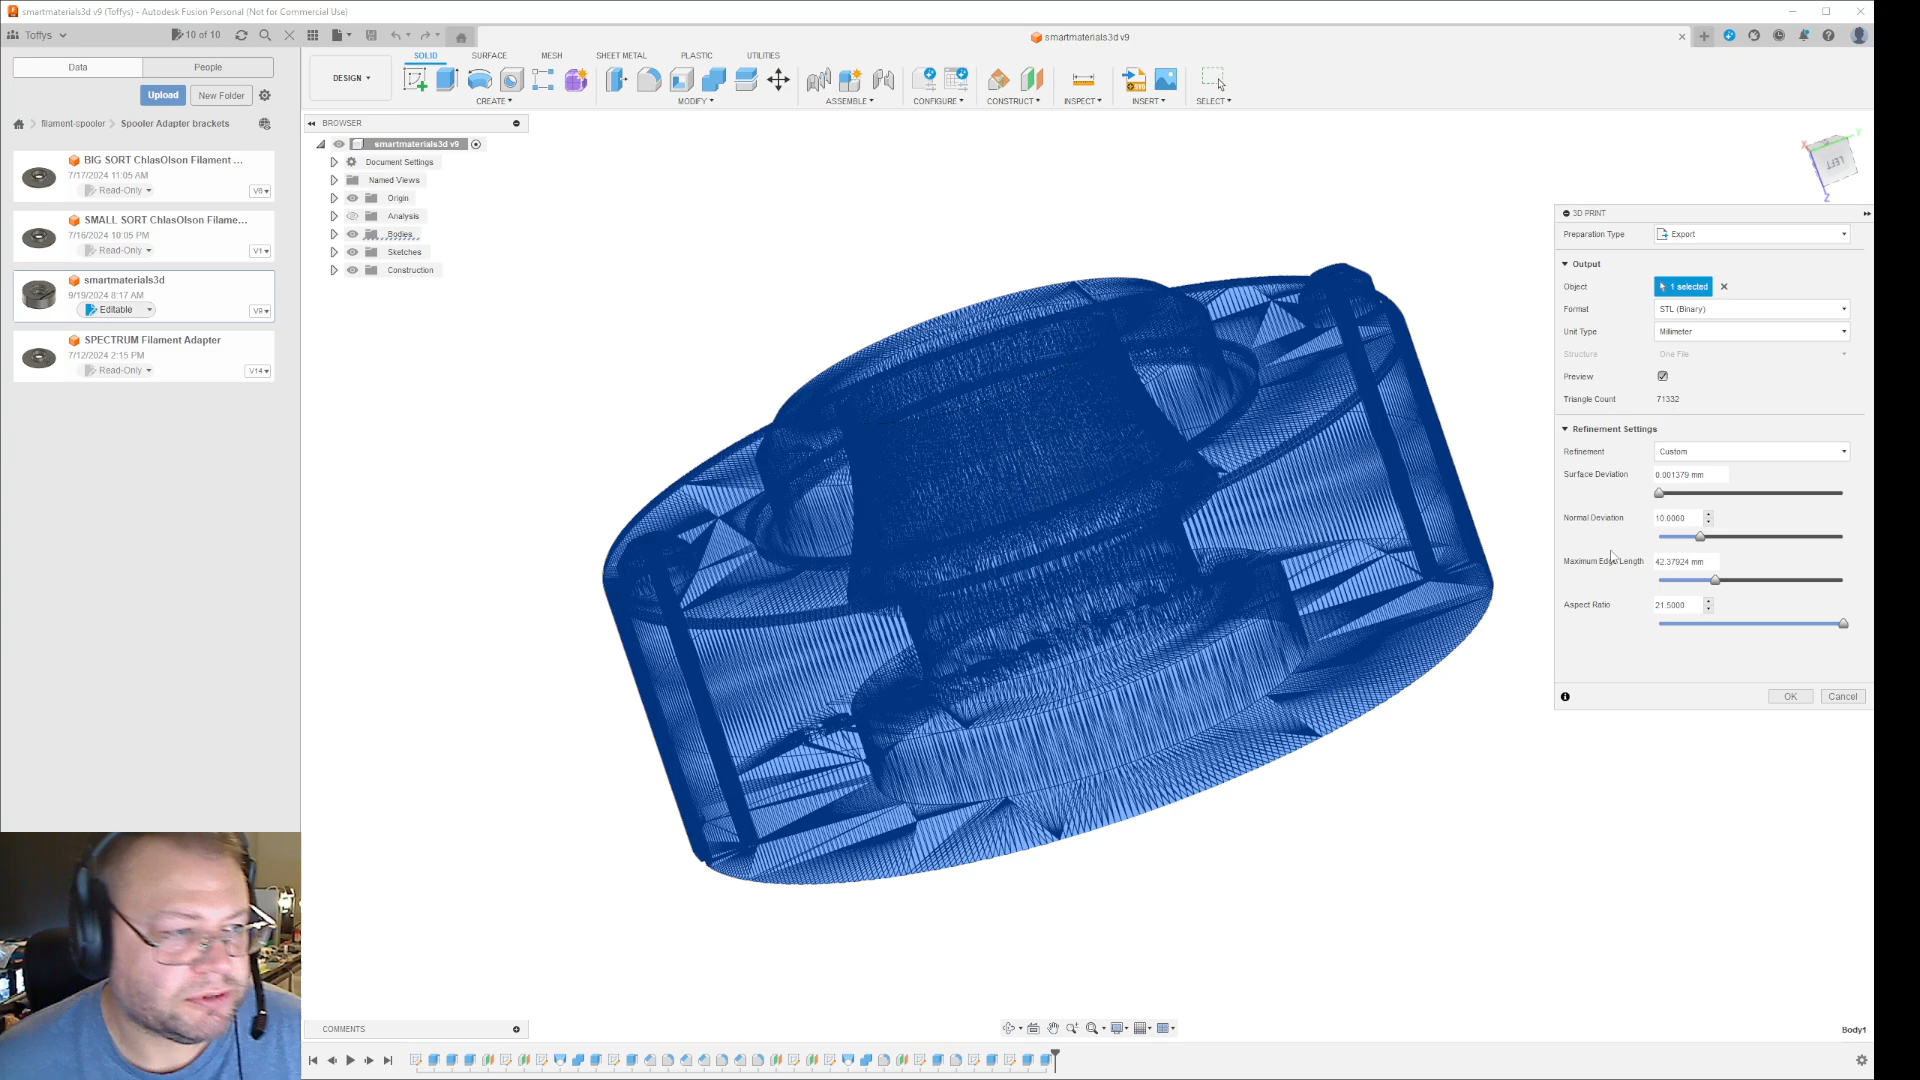 smartmaterials3d v9 (Toffys) - Autodesk Fusion Personal (Not for Commercial Use)
Toffys
10 of 10
smartmaterials3d v9
Data
People
Upload
New Folder
filament-spooler
Spooler Adapter brackets
BIG SORT ChlasOlson Filament ...
7/17/2024 11:05 AM
Read-Only
V6
SMALL SORT ChlasOlson Filame...
7/16/2024 10:05 PM
Read-Only
V1
smartmaterials3d
9/19/2024 8:17 AM
Editable
V9
SPECTRUM Filament Adapter
7/12/2024 2:15 PM
Read-Only
V14
DESIGN
SOLID
SURFACE
MESH
SHEET METAL
PLASTIC
UTILITIES
CREATE
MODIFY
ASSEMBLE
CONFIGURE
CONSTRUCT
INSPECT
INSERT
SELECT
BROWSER
smartmaterials3d v9
Document Settings
Named Views
Origin
Analysis
Bodies
Sketches
Construction
X
Y
LEFT
Z
3D PRINT
Preparation Type
Export
Output
Object
1 selected
Format
STL (Binary)
Unit Type
Millimeter
Structure
One File
Preview
Triangle Count
71332
Refinement Settings
Refinement
Custom
Surface Deviation
0.001379 mm
Normal Deviation
10.0000
Maximum Edge Length
42.37924 mm
Aspect Ratio
21.5000
OK
Cancel
COMMENTS
Body1